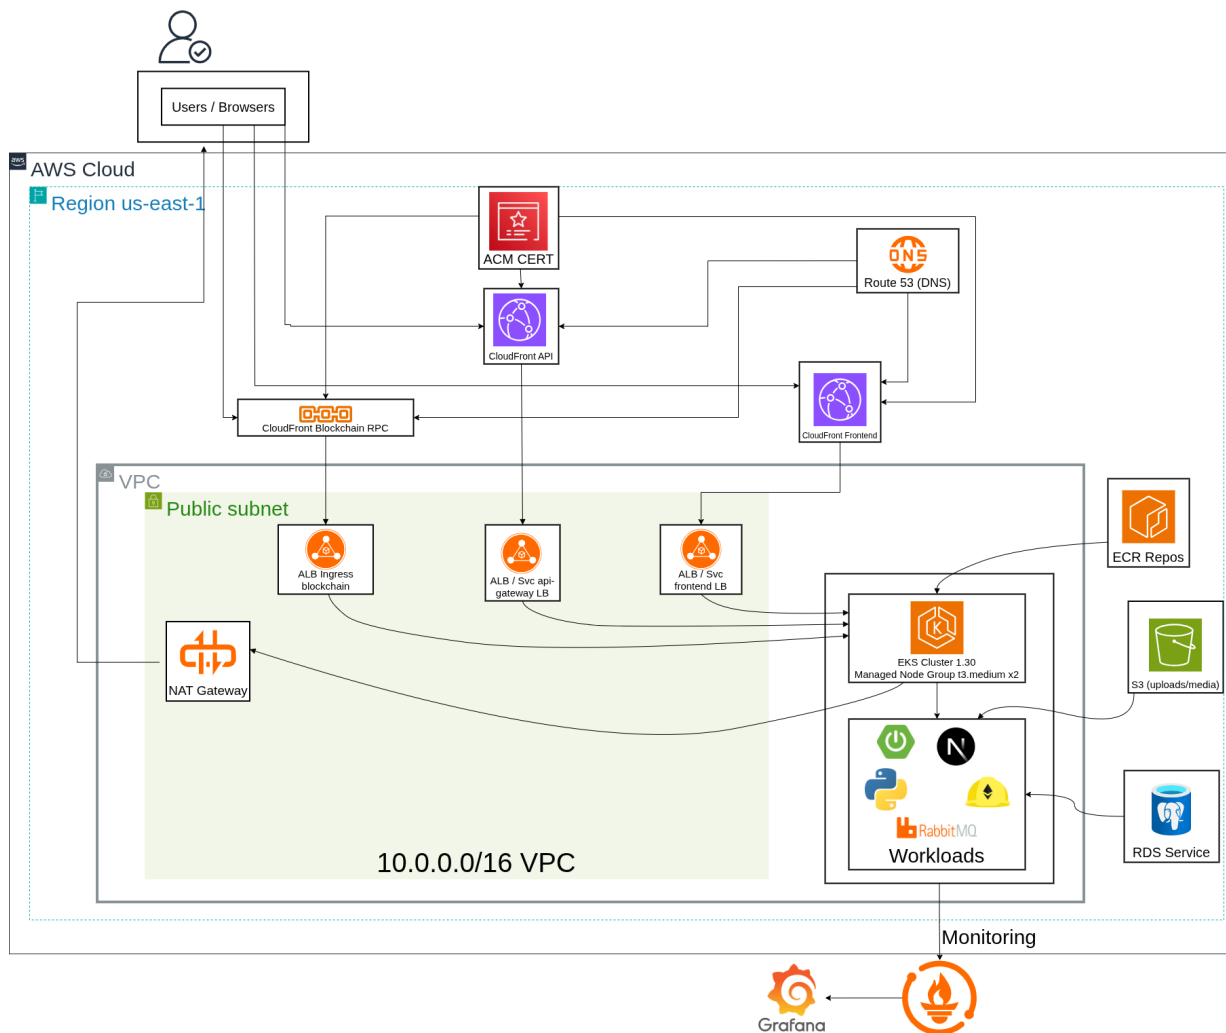 Users / Browsers
aws
AWS Cloud
Region us-east-1
ACM CERT
DNS
Route 53 (DNS)
CloudFront API
CloudFront Blockchain RPC
CloudFront Frontend
VPC
Public subnet
ALB Ingress
blockchain
ALB / Svc api-
gateway LB
ALB / Svc
frontend LB
ECR Repos
NAT Gateway
K
EKS Cluster 1.30
Managed Node Group t3.medium x2
S3 (uploads/media)
N
RabbitMQ
Workloads
RDS Service
10.0.0.0/16 VPC
Monitoring
Grafana